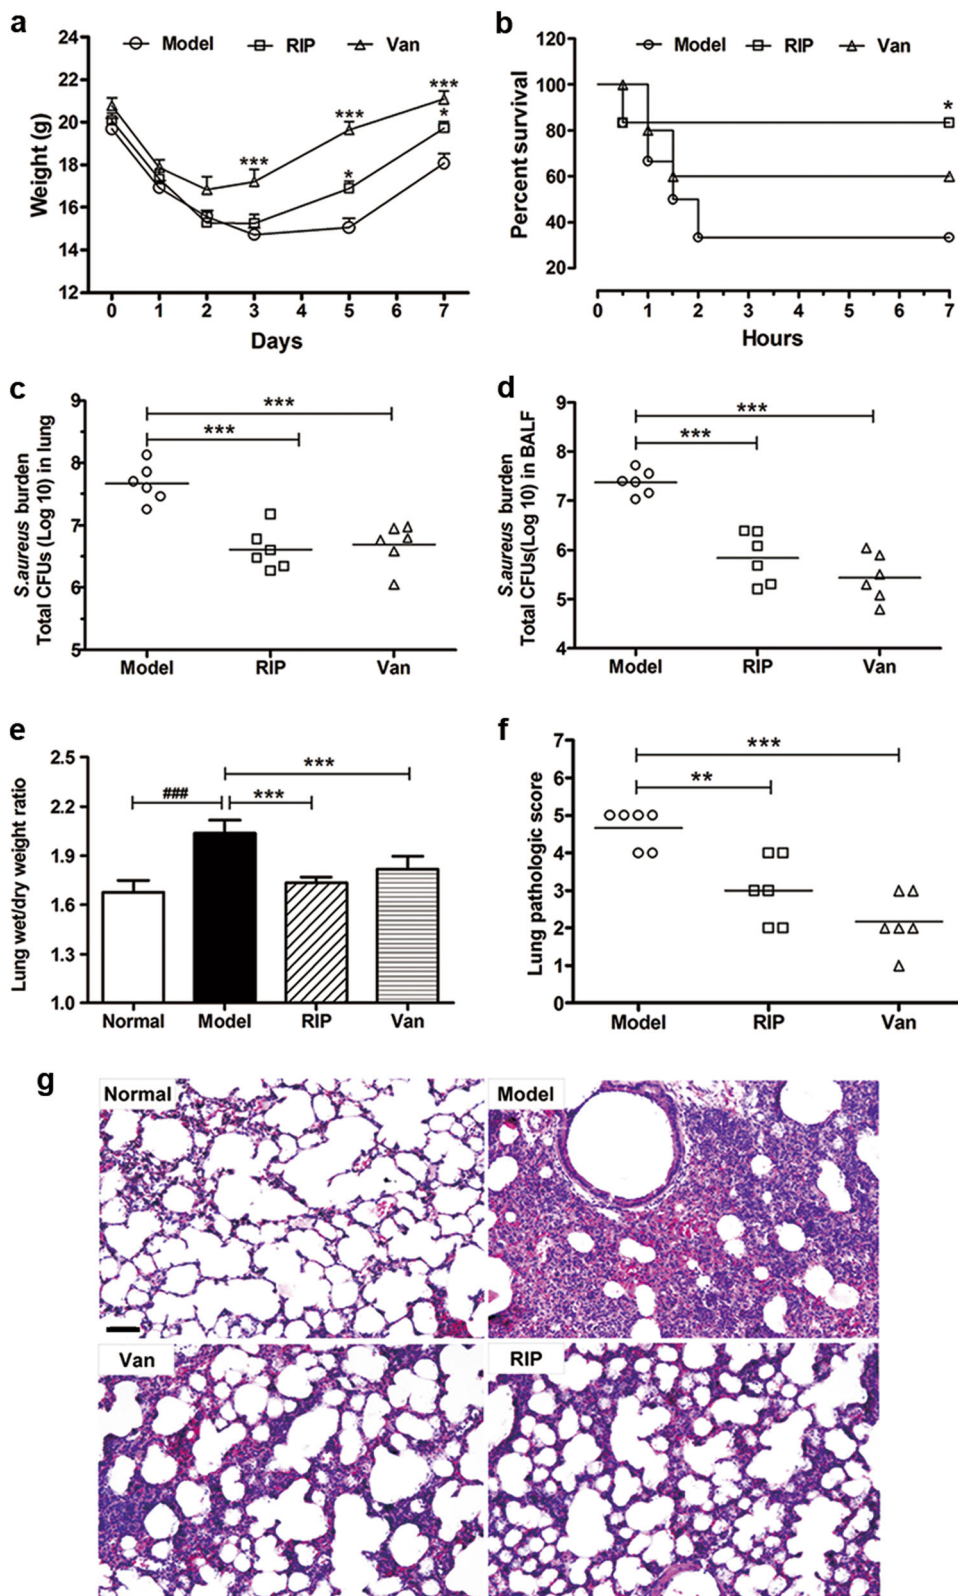 a
Model RIP Van
Weight (g)
24
22
20
18
16
14
12
*** * *** * ***
0 1 2 3 5 7
Days
b
Model RIP Van
Percent survival
120
100
80
60
40
20
*
0 1 2 3 4 5 6 7
Hours
c
S.aureus burden
Total CFUs (Log 10) in lung
9
8
7
6
5
***
***
Model RIP Van
d
S.aureus burden
Total CFUs(Log 10) in BALF
9
8
7
6
5
4
***
***
Model RIP Van
e
Lung wet/dry weight ratio
2.5
2.2
1.9
1.6
1.3
1.0
***
### ***
Normal Model RIP Van
f
Lung pathologic score
7
6
5
4
3
2
1
0
***
**
Model RIP Van
g
Normal Model
Van RIP